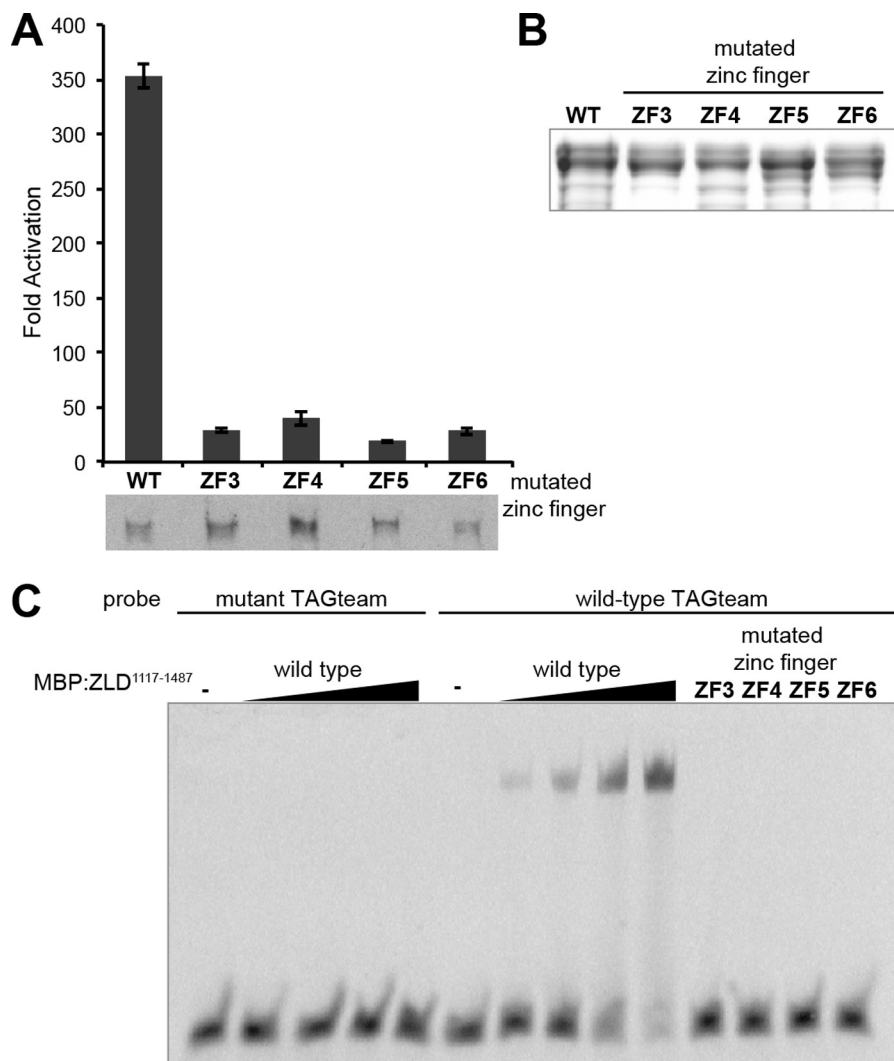 A
400
350
300
250
200
150
100
50
0
Fold Activation
WT ZF3 ZF4 ZF5 ZF6
mutated
zinc finger
B
mutated
zinc finger
WT ZF3 ZF4 ZF5 ZF6
C
probe mutant TAGteam wild-type TAGteam
mutated
zinc finger
MBP:ZLD1117-1487 - wild type - wild type ZF3 ZF4 ZF5 ZF6